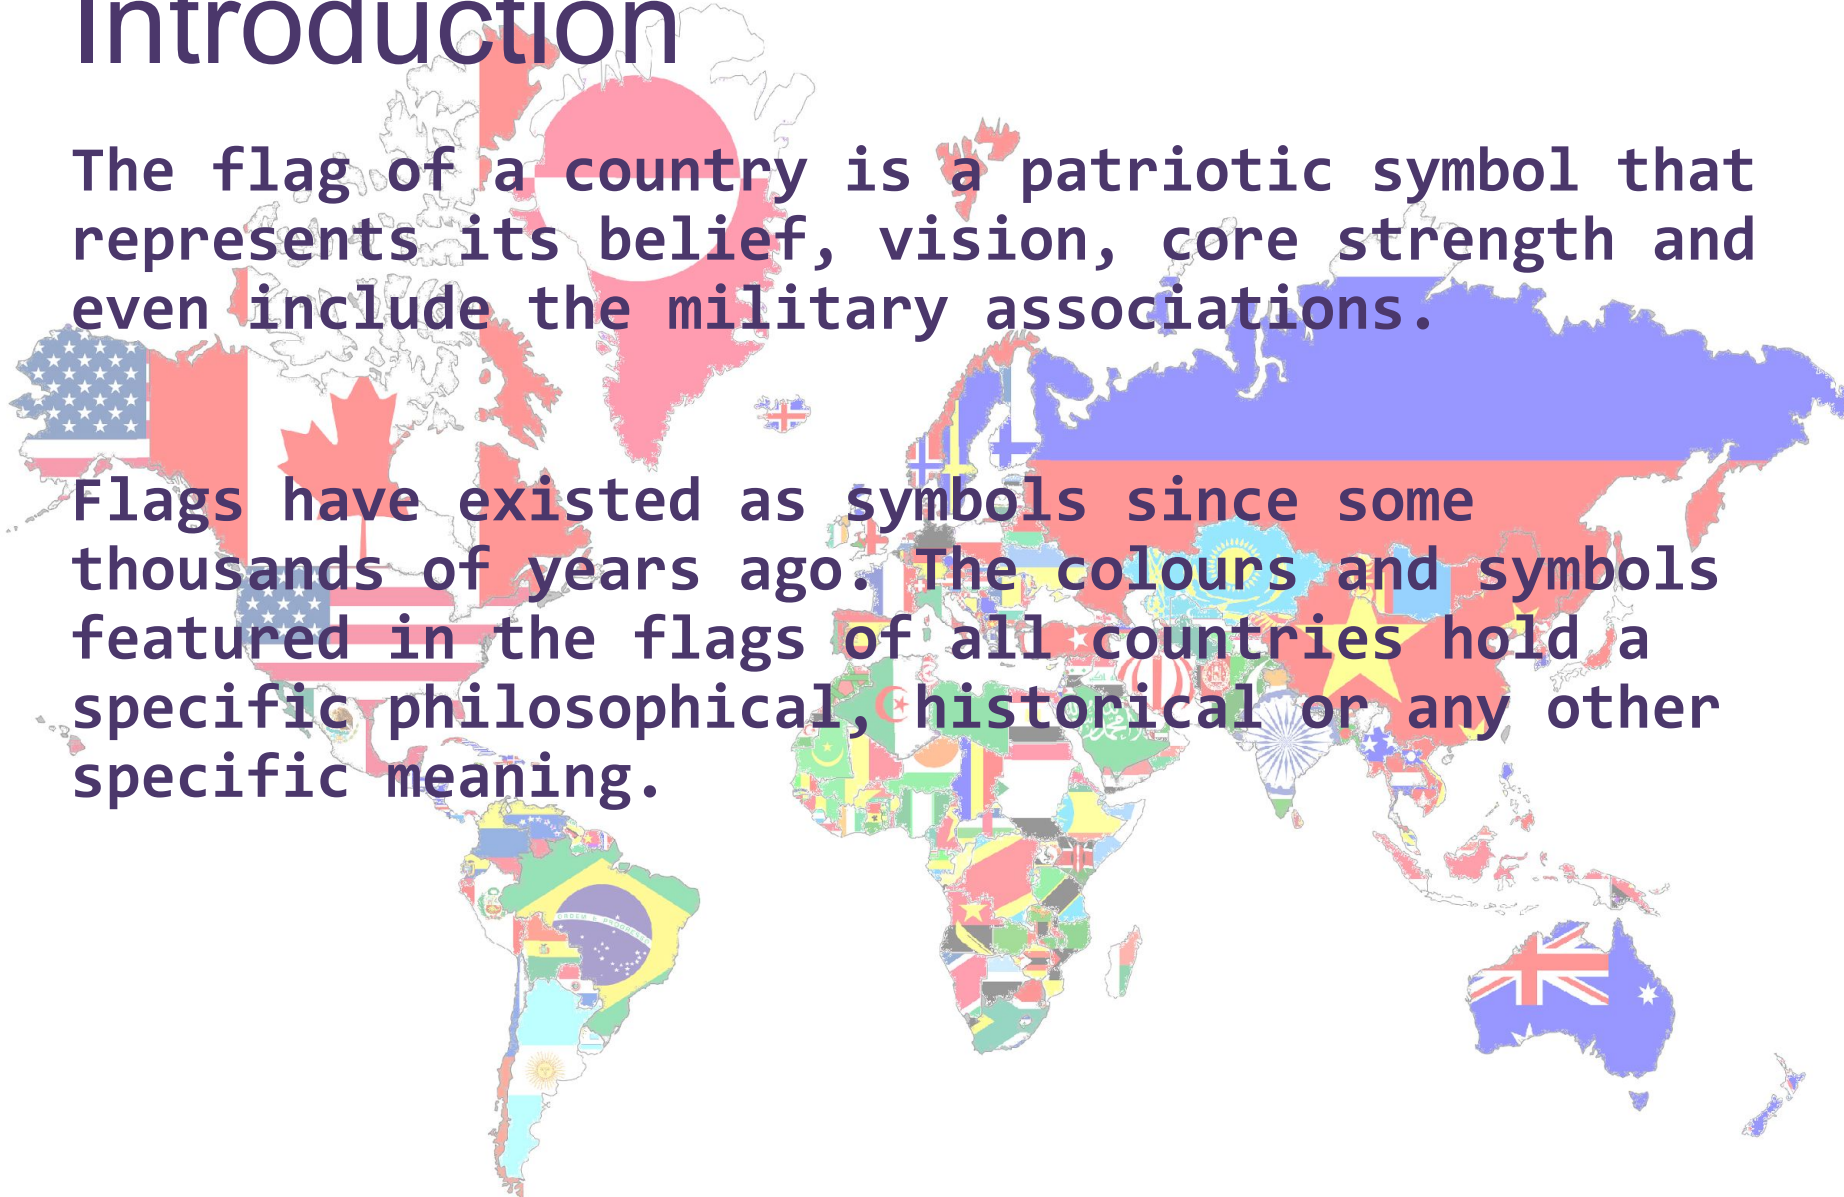 Introduction
The flag of a country is a patriotic symbol that
represents its belief, vision, core strength and
even include the military associations.
Flags have existed as symbols since some
thousands of years ago. The colours and symbols
featured in the flags of all countries hold a
specific philosophical, historical or any other
specific meaning.